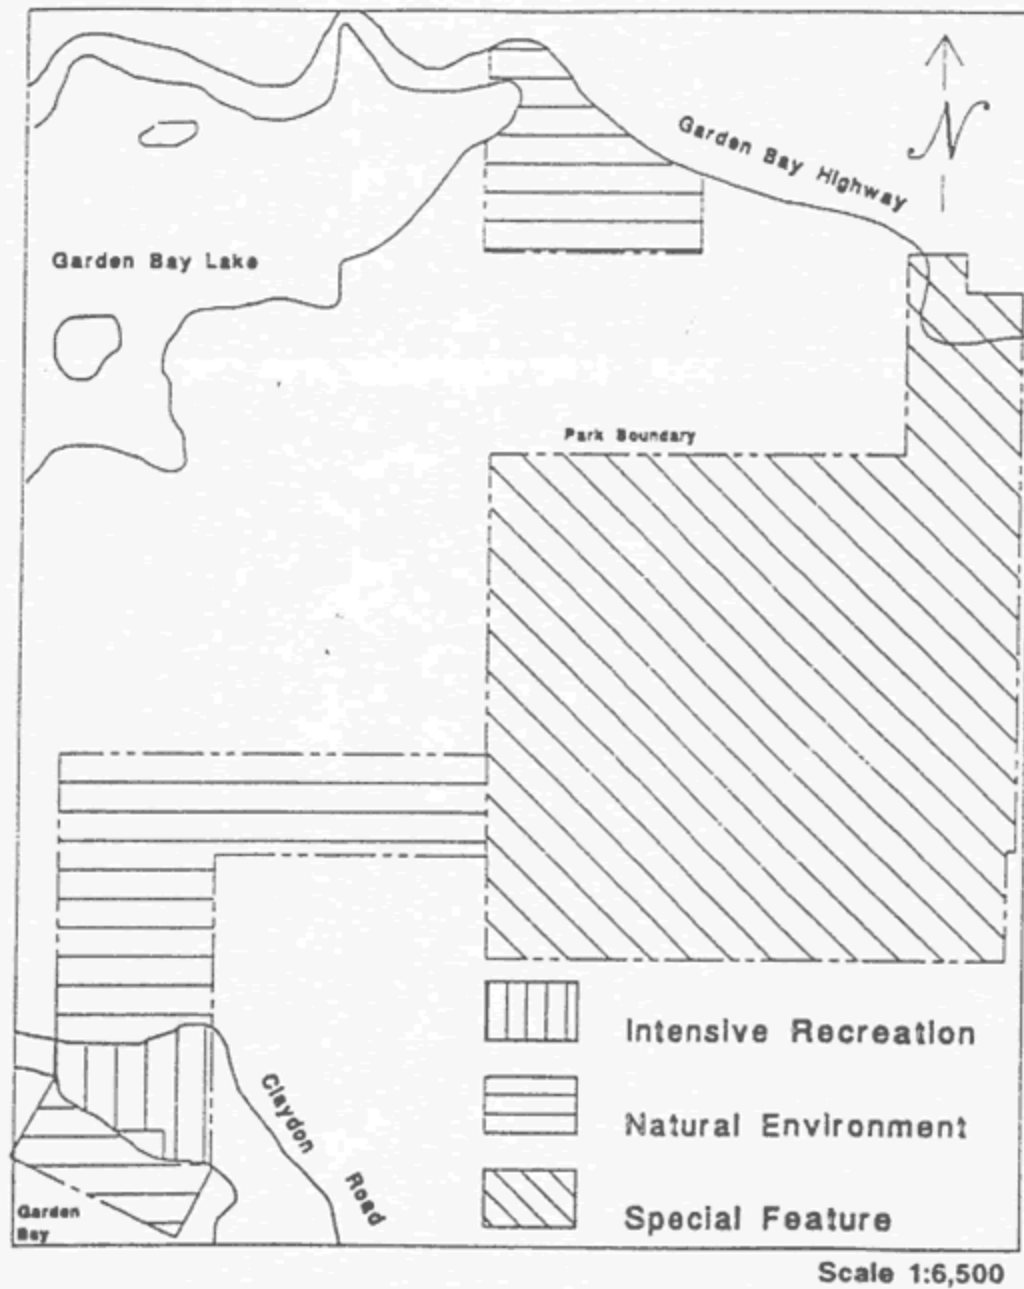 Garden Bay Highway
N
Garden Bay Lake
Park Boundary
Intensive Recreation
Claydon Road
Natural Environment
Special Feature
Garden
Bay
Scale 1:6,500